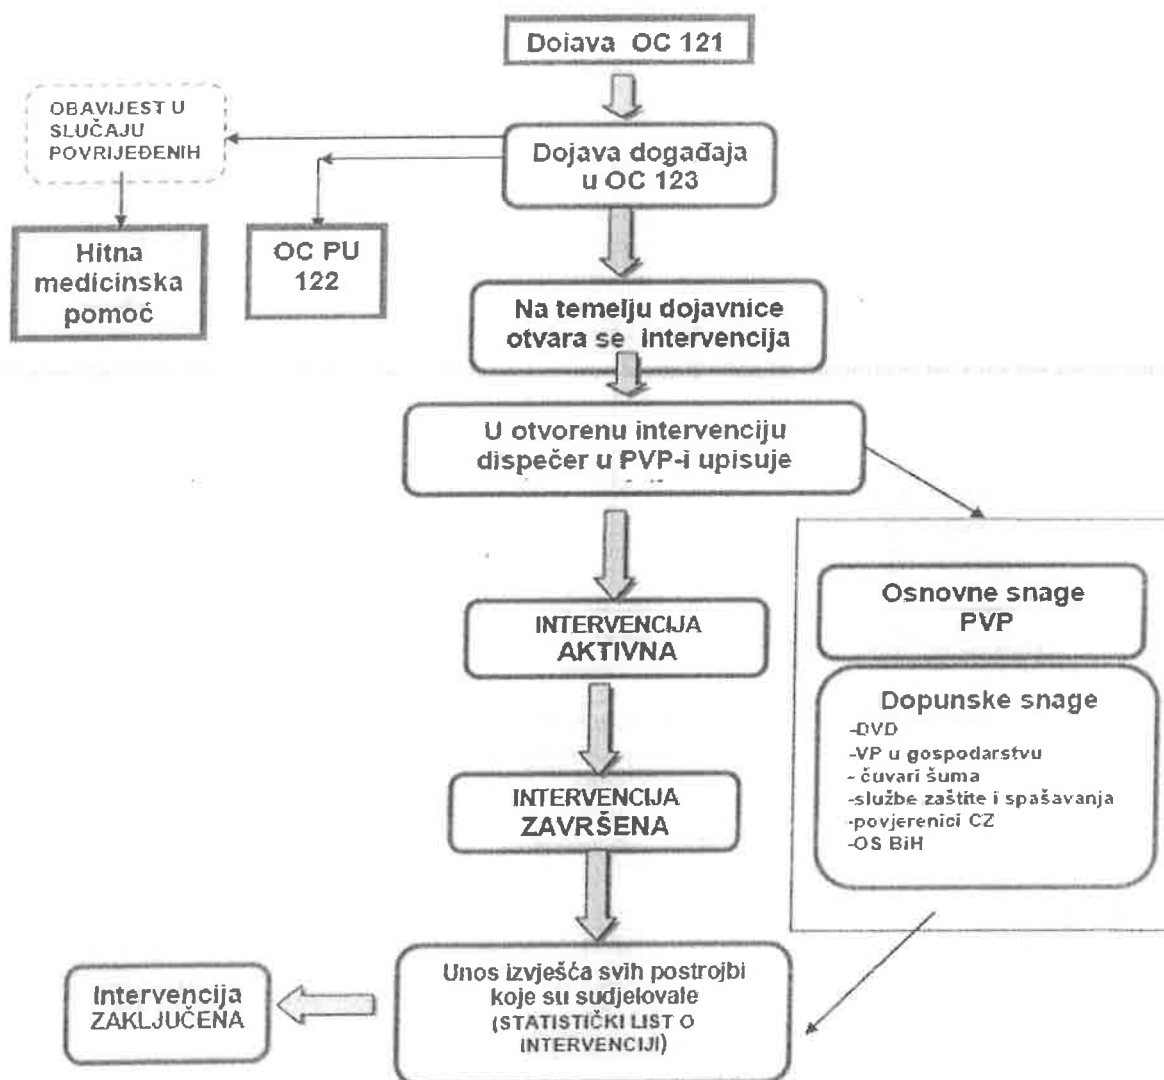 Dojava OC 121
OBAVIJEST U
SLUČAJU
POVRIJEĐENIH
Dojava događaja
u OC 123
Hitna
medicinska
pomoć
OC PU
122
Na temelju dojavnice
otvara se intervencija
U otvorenu intervenciju
dispečer u PVP-i upisuje
INTERVENCIJA
AKTIVNA
Osnovne snage
PVP
Dopunske snage
-DVD
-VP u gospodarstvu
- čuvari šuma
-službe zaštite i spašavanja
-povjerenici CZ
-OS BiH
INTERVENCIJA
ZAVRŠENA
Unos izvješća svih postrojbi
koje su sudjelovale
(STATISTIČKI LIST O
INTERVENCIJI)
Intervencija
ZAKLJUČENA